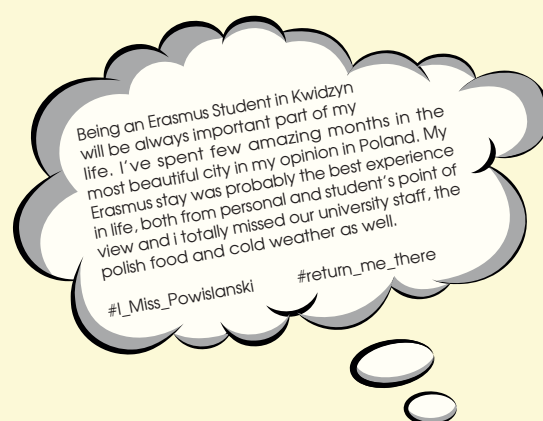 Being an Erasmus Student in Kwidzyn
will be always important part of my
life. I've spent few amazing months in the
most beautiful city in my opinion in Poland. My
Erasmus stay was probably the best experience
in life, both from personal and student's point of
view and i totally missed our university staff, the
polish food and cold weather as well.
#I_Miss_Powislanski #return_me_there